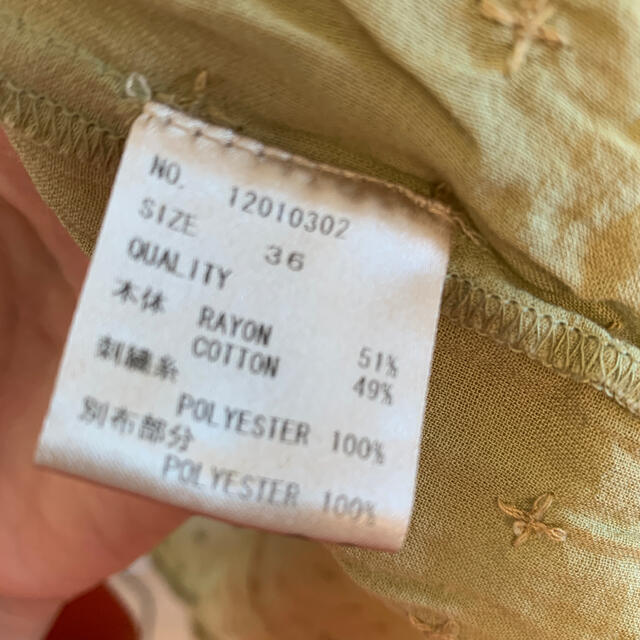 NO. 12010302
SIZE 36
QUALITY
本体 RAYON 51%
COTTON 49%
刺繍糸
POLYESTER 100%
別布部分
POLYESTER 100%